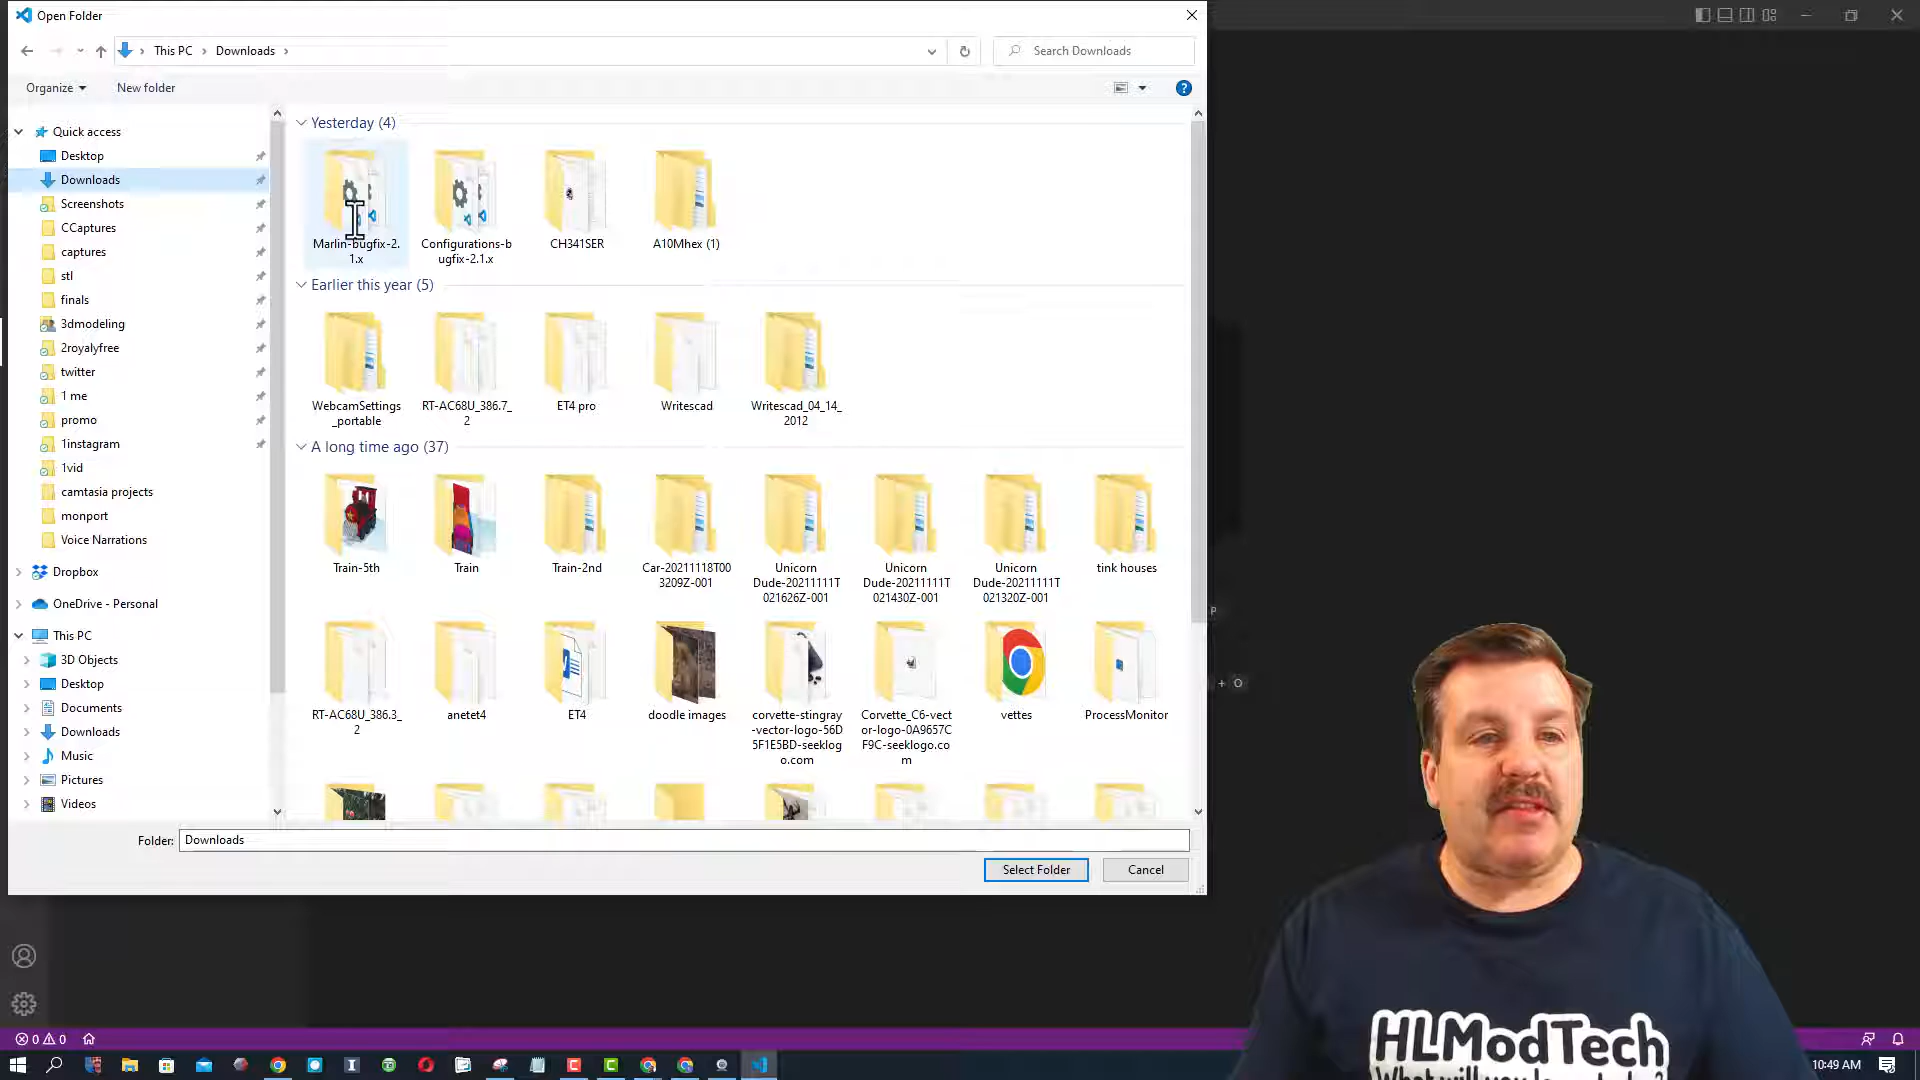 Open Folder
This PC
Downloads
Search Downloads
Organize
New folder
Quick access
Desktop
Downloads
Screenshots
CCaptures
captures
stl
finals
3dmodeling
2royalyfree
twitter
1 me
promo
1instagram
1vid
camtasia projects
monport
Voice Narrations
Dropbox
OneDrive - Personal
This PC
3D Objects
Desktop
Documents
Downloads
Music
Pictures
Videos
Yesterday (4)
Marlin-bugfix-2.
1.x
Configurations-b
ugfix-2.1.x
CH341SER
A10Mhex (1)
Earlier this year (5)
WebcamSettings
_portable
RT-AC68U_386.7_
2
ET4 pro
Writescad
Writescad_04_14_
2012
A long time ago (37)
Train-5th
Train
Train-2nd
Car-20211118T00
3209Z-001
Unicorn
Dude-20211111T
021626Z-001
Unicorn
Dude-20211111T
021430Z-001
Unicorn
Dude-20211111T
021320Z-001
tink houses
RT-AC68U_386.3_
2
anetet4
ET4
doodle images
corvette-stingray
-vector-logo-56D
5F1E5BD-seeklog
o.com
Corvette_C6-vect
or-logo-0A9657C
F9C-seeklogo.co
m
vettes
ProcessMonitor
P
+ O
Folder:
Downloads
Select Folder
Cancel
0
0
HLModTech
10:49 AM